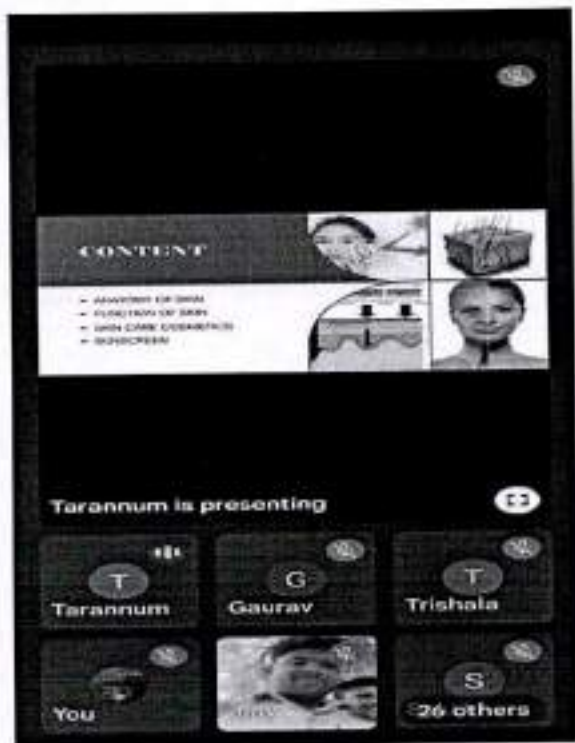 CONTENT
- ANATOMY OF SKIN
- FUNCTION OF SKIN
- SKIN CARE COSMETICS
- SUNSCREEN
Tarannum is presenting
T
Tarannum
G
Gaurav
T
Trishala
You
S
26 others